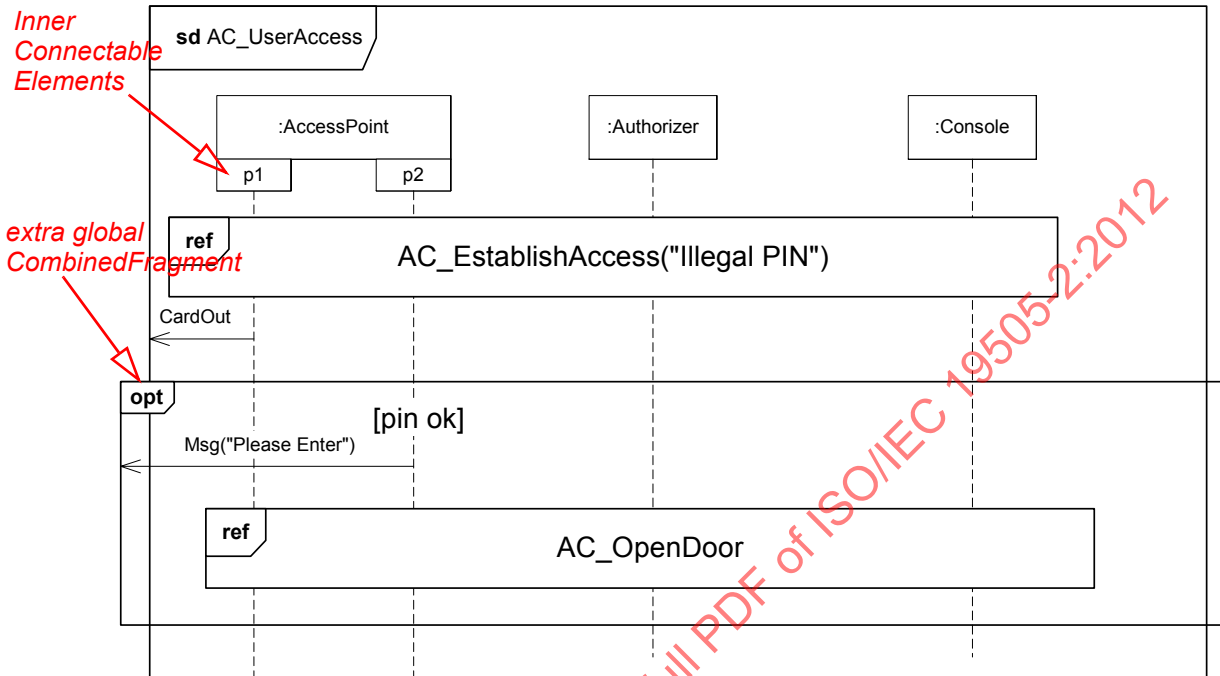 Inner
Connectable
Elements
sd AC_UserAccess
:AccessPoint
:Authorizer
:Console
p1
p2
extra global
CombinedFragment
ref
AC_EstablishAccess("Illegal PIN")
CardOut
opt
[pin ok]
Msg("Please Enter")
ref
AC_OpenDoor
full PDF of ISO/IEC 19505-2:2012